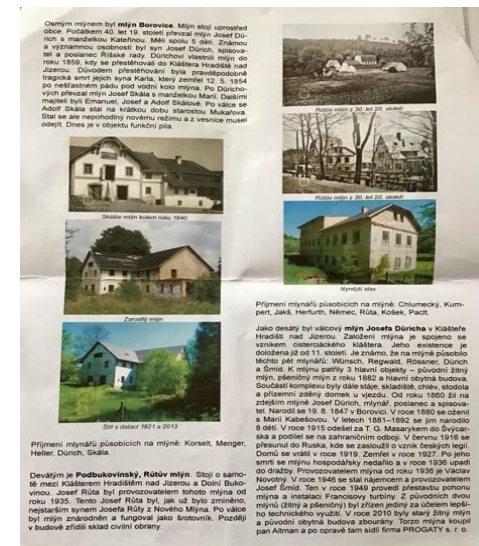 Osmým mlýnem byl mlýn Borovice. Mlýn stojí uprostřed
obce. Počátkem 40. let 19. století převzal mlýn Josef Dü-
rich s manželkou Kateřinou. Měli spolu 5 dětí. Známou
a významnou osobností byl syn Josef Dürich, spisova-
tel a poslanec Říšské rady. Dürichovi vlastnili mlýn do
roku 1859, kdy se přestěhovali do Kláštera Hradiště nad
Jizerou. Důvodem přestěhování byla pravděpodobně
tragická smrt jejich syna Karla, který zemřel 12. 5. 1854
po nešťastném pádu pod vodní kolo mlýna. Po Düricho-
vých převzal mlýn Josef Skála s manželkou Marií. Dalšími
majiteli byli Emanuel, Josef a Adolf Skálové. Po válce se
Adolf Skála stal na krátkou dobu starostou Mukařova.
Stal se ale nepohodlný novému režimu a z vesnice musel
odejít. Dnes je v objektu funkční pila.
Skálův mlýn kolem roku 1940
Zarostlý mlýn
Štít s datací 1921 a 2013
Příjmení mlynářů působících na mlýně: Korselt, Menger,
Heller, Dürich, Skála.
Devátým je Podbukovinský, Růtův mlýn. Stojí o samo-
tě mezi Klášterem Hradištěm nad Jizerou a Dolní Buko-
vinou. Josef Růta byl provozovatelem tohoto mlýna od
roku 1935. Tento Josef Růta byl, jak už bylo zmíněno,
nejstarším synem Josefa Růty z Nového Mlýna. Po válce
byl mlýn znárodněn a fungoval jako šrotovník. Později
v budově zřídili sklad civilní obrany.
Růtův mlýn z 30. let 20. století
Růtův mlýn z 30. let 20. století
Nynější stav
Příjmení mlynářů působících na mlýně: Chlumecký, Kum-
pert, Jakš, Herfurth, Němec, Růta, Košek, Paclt.
Jako desátý byl válcový mlýn Josefa Düricha v Klášteře
Hradišti nad Jizerou. Založení mlýna je spojeno se
vznikem cisterciáckého kláštera. Jeho existence je
doložena již od 11. století. Je známo, že na mlýně působilo
těchto pět mlynářů: Wünsch, Regwald, Rössner, Dürich
a Šmíd. K mlýnu patřily 3 hlavní objekty – původní žitný
mlýn, pšeničný mlýn z roku 1882 a hlavní obytná budova.
Součástí komplexu byly dále stáje, skladiště, chlév, stodola
a přízemní zděný domek u vjezdu. Od roku 1860 žil na
zdejším mlýně Josef Dürich, mlynář, poslanec a spisova-
tel. Narodil se 19. 8. 1847 v Borovici. V roce 1880 se oženil
s Marií Kabešovou. V letech 1881–1892 se jim narodilo
8 dětí. V roce 1915 odešel za T. G. Masarykem do Švýcar-
ska a podílel se na zahraničním odboji. V červnu 1916 se
přesunul do Ruska, kde se zasloužil o vznik českých legií.
Domů se vrátil v roce 1919. Zemřel v roce 1927. Po jeho
smrti se mlýnu hospodářsky nedařilo a v roce 1936 upadl
do dražby. Provozovatelem mlýna od roku 1936 je Václav
Novotný. V roce 1946 se stal nájemcem a provozovatelem
Josef Šmíd. Ten v roce 1949 provedl přestavbu pohonu
mlýna a instalaci Francisovy turbíny. Z původních dvou
mlýnů (žitný a pšeničný) byl zřízen jediný za účelem lepší-
ho technického využití. V roce 2010 byly starý žitný mlýn
a původní obytná budova zbourány. Torzo mlýna koupil
pan Altman a po opravě tam sídlí firma PROGATY s. r. o.